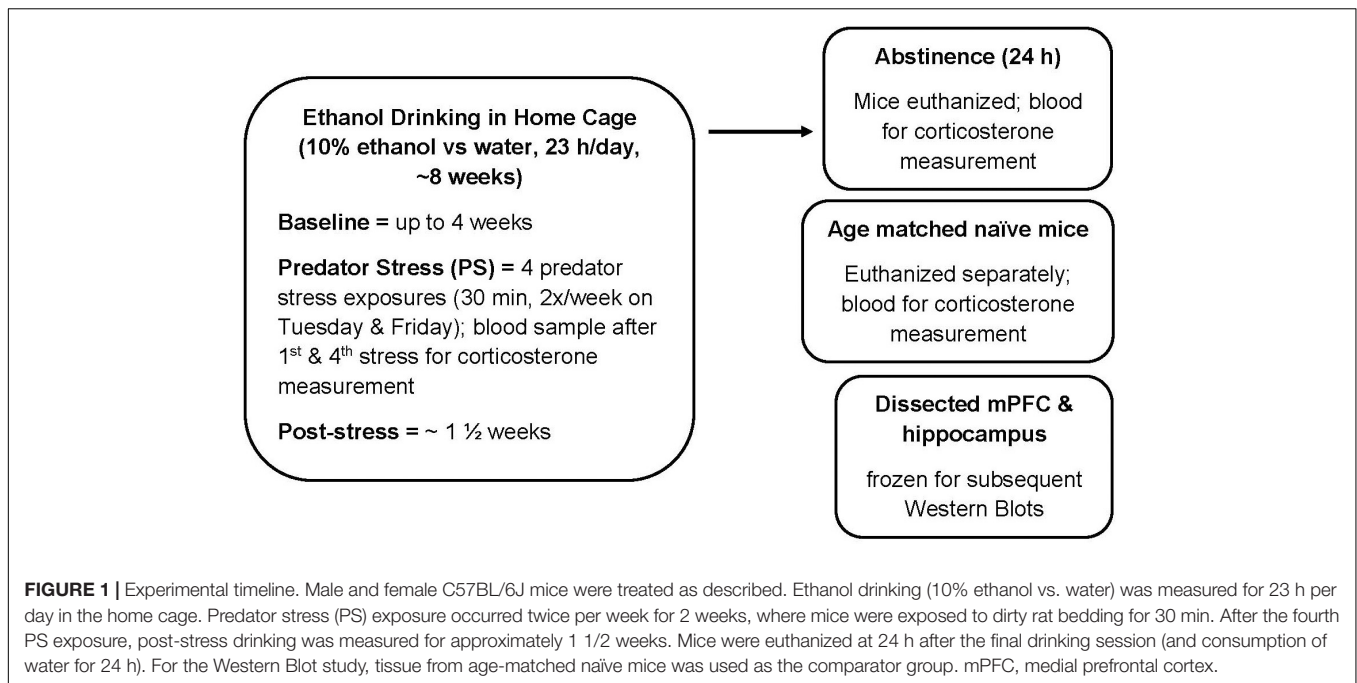 Ethanol Drinking in Home Cage
(10% ethanol vs water, 23 h/day,
~8 weeks)
Baseline = up to 4 weeks
Predator Stress (PS) = 4 predator
stress exposures (30 min, 2x/week on
Tuesday & Friday); blood sample after
1st & 4th stress for corticosterone
measurement
Post-stress = ~ 1 ½ weeks
Abstinence (24 h)
Mice euthanized; blood
for corticosterone
measurement
Age matched naïve mice
Euthanized separately;
blood for corticosterone
measurement
Dissected mPFC &
hippocampus
frozen for subsequent
Western Blots
FIGURE 1 | Experimental timeline. Male and female C57BL/6J mice were treated as described. Ethanol drinking (10% ethanol vs. water) was measured for 23 h per
day in the home cage. Predator stress (PS) exposure occurred twice per week for 2 weeks, where mice were exposed to dirty rat bedding for 30 min. After the fourth
PS exposure, post-stress drinking was measured for approximately 1 1/2 weeks. Mice were euthanized at 24 h after the final drinking session (and consumption of
water for 24 h). For the Western Blot study, tissue from age-matched naïve mice was used as the comparator group. mPFC, medial prefrontal cortex.